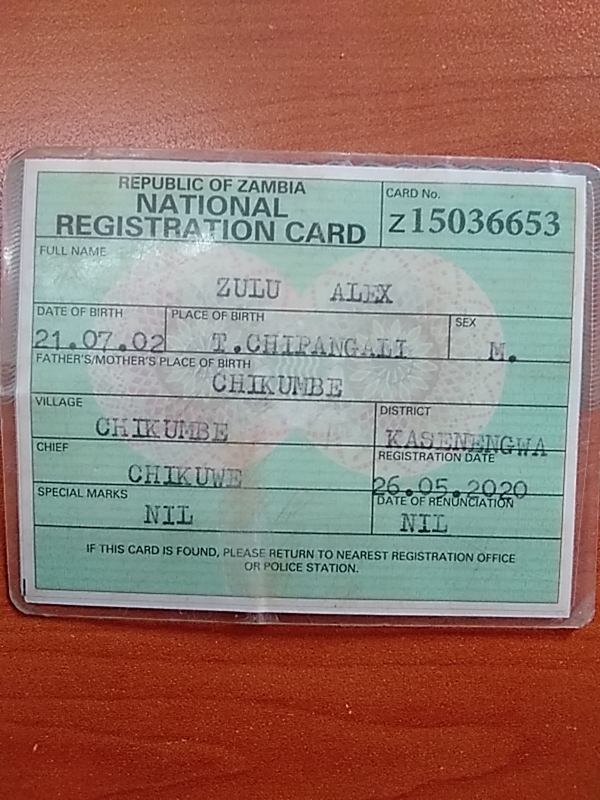 REPUBLIC OF ZAMBIA
NATIONAL
REGISTRATION CARD
CARD No.
Z15036653
FULL NAME
ZULU ALEX
DATE OF BIRTH
21.07.02
PLACE OF BIRTH
T.CHIPANGALI
SEX
M.
FATHER'S/MOTHER'S PLACE OF BIRTH
CHIKUMBE
VILLAGE
CHIKUMBE
DISTRICT
KASENENGWA
CHIEF
CHIKUWE
REGISTRATION DATE
26.05.2020
SPECIAL MARKS
NIL
DATE OF RENUNCIATION
NIL
IF THIS CARD IS FOUND, PLEASE RETURN TO NEAREST REGISTRATION OFFICE
OR POLICE STATION.